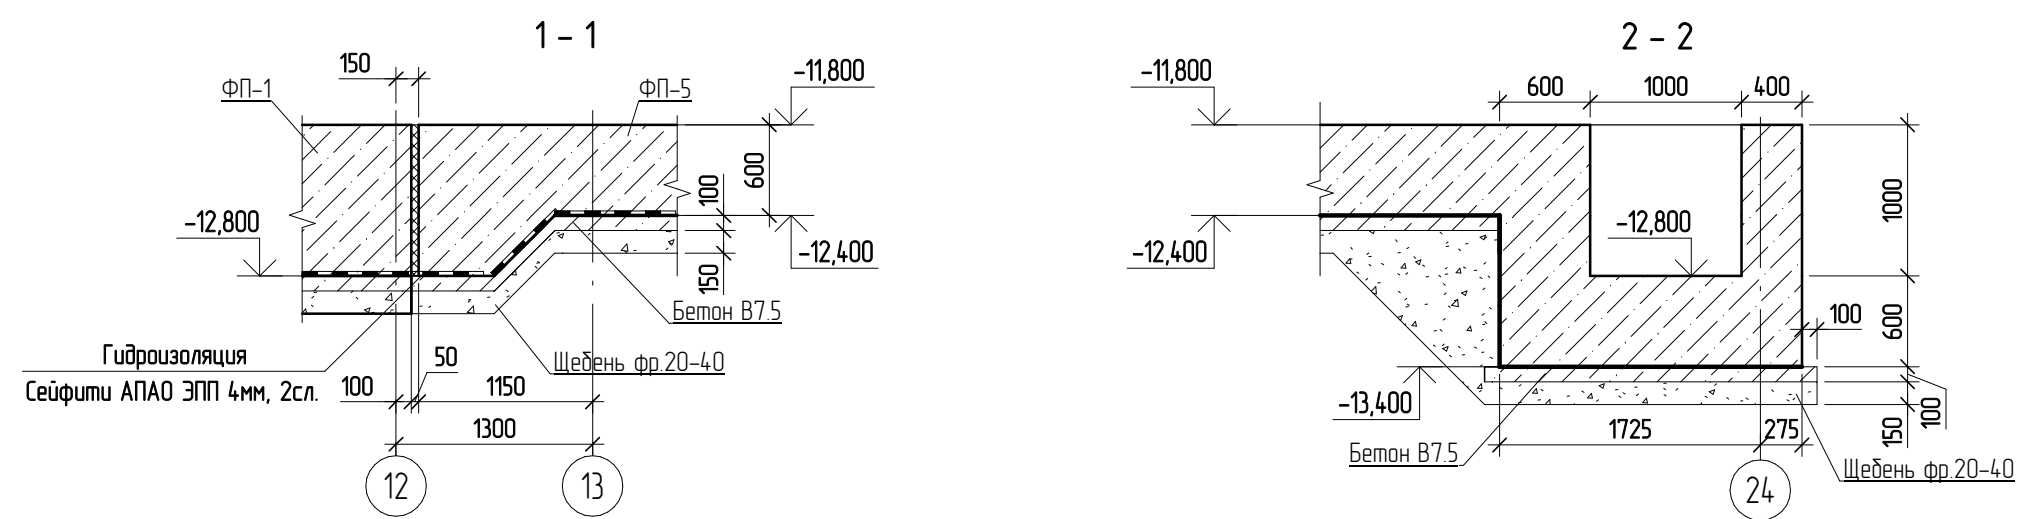 1 – 1
150
ФП-1
ФП-5
-11,800
600
100
-12,800
-12,400
150
Бетон В7.5
Гидроизоляция
Сейфити АПАО ЭПП 4мм, 2сл.
Щебень фр.20-40
50
100
1150
1300
12
13
2 – 2
-11,800
600
1000
400
1000
-12,800
-12,400
100
600
-13,400
100
150
1725
275
Бетон В7.5
Щебень фр.20-40
24